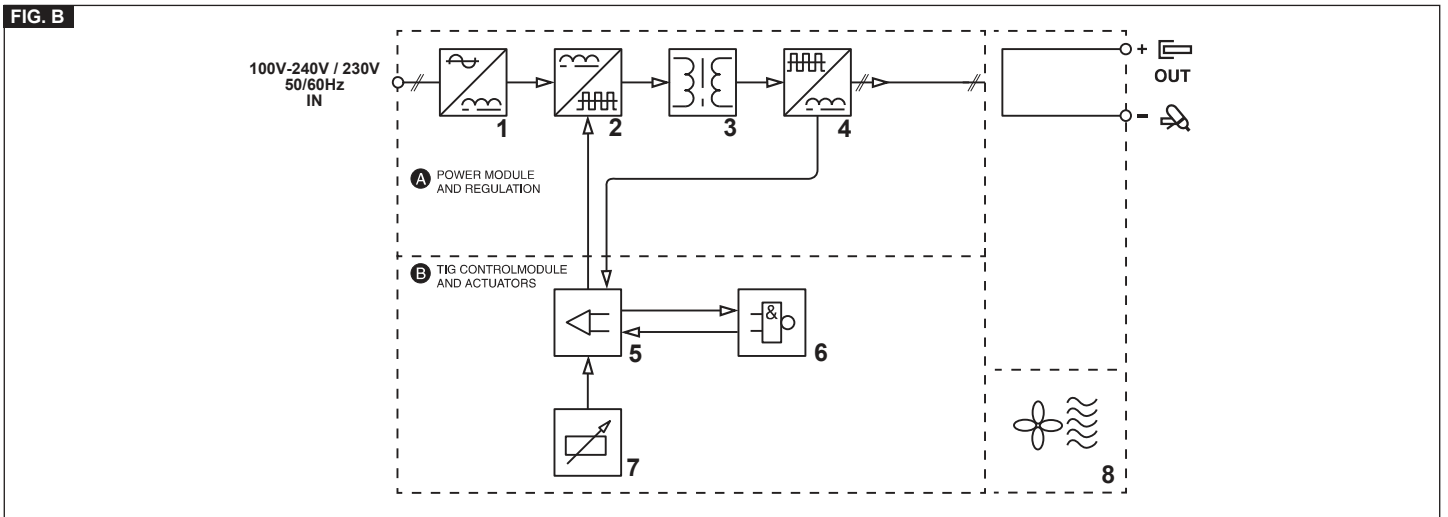 FIG. B
100V-240V / 230V
50/60Hz
IN
1
2
3
4
+
OUT
-
A POWER MODULE
AND REGULATION
B TIG CONTROLMODULE
AND ACTUATORS
5
&
6
7
8